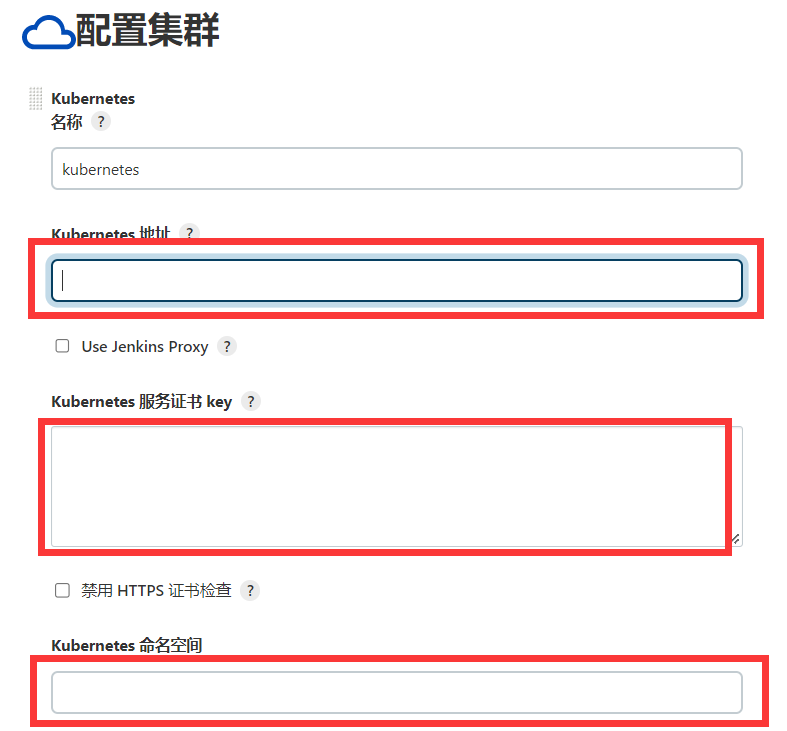 配置集群
Kubernetes
名称 ?
kubernetes
Kubernetes 地址 ?
Use Jenkins Proxy ?
Kubernetes 服务证书 key ?
禁用 HTTPS 证书检查 ?
Kubernetes 命名空间